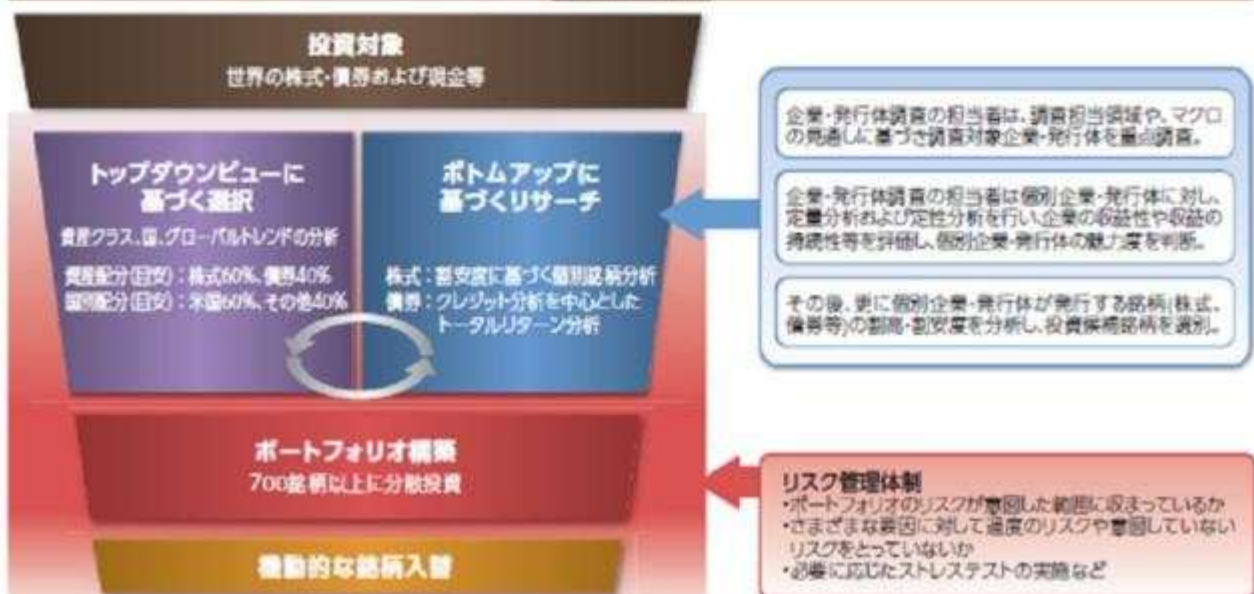 投資対象
世界の株式・債券および現金等
トップダウンビューに
基づく選択
資産クラス、国、グローバルトレンドの分析
資産配分(目安)：株式60%、債券40%
国別配分(目安)：米国60%、その他40%
ボトムアップに
基づくリサーチ
株式：割安度に基づく個別銘柄分析
債券：クレジット分析を中心とした
トータルリターン分析
企業・発行体調査の担当者は、調査担当領域や、マクロ
の見通しに基づき調査対象企業・発行体を重点調査。
企業・発行体調査の担当者は個別企業・発行体に対し、
定量分析および定性分析を行い、企業の収益性や収益の
持続性等を評価し、個別企業・発行体の魅力度を判断。
その後、更に個別企業・発行体が発行する銘柄(株式、
債券等)の割高・割安度を分析し、投資候補銘柄を選別。
ポートフォリオ構築
700銘柄以上に分散投資
機動的な銘柄入替
リスク管理体制
・ポートフォリオのリスクが意図した範囲に収まっているか
・さまざまな要因に対して過度のリスクや意図していない
リスクをとっていないか
・必要に応じたストレステストの実施など